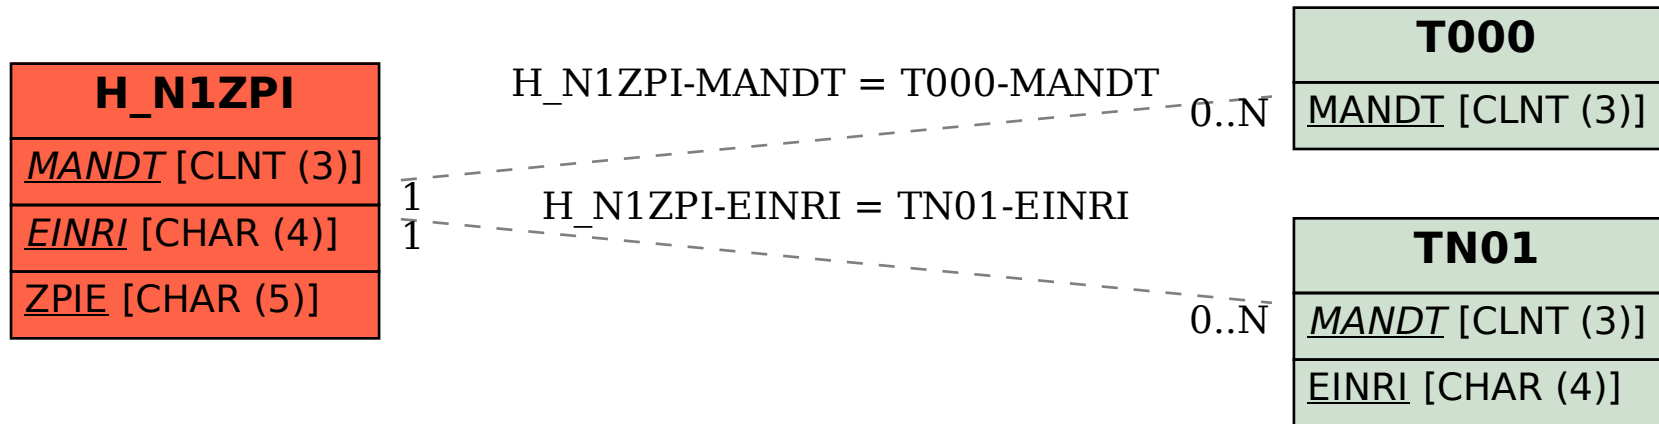 H_N1ZPI
MANDT [CLNT (3)]
EINRI [CHAR (4)]
ZPIE [CHAR (5)]
H_N1ZPI-MANDT = T000-MANDT
0..N
1
H_N1ZPI-EINRI = TN01-EINRI
1
0..N
T000
MANDT [CLNT (3)]
TN01
MANDT [CLNT (3)]
EINRI [CHAR (4)]